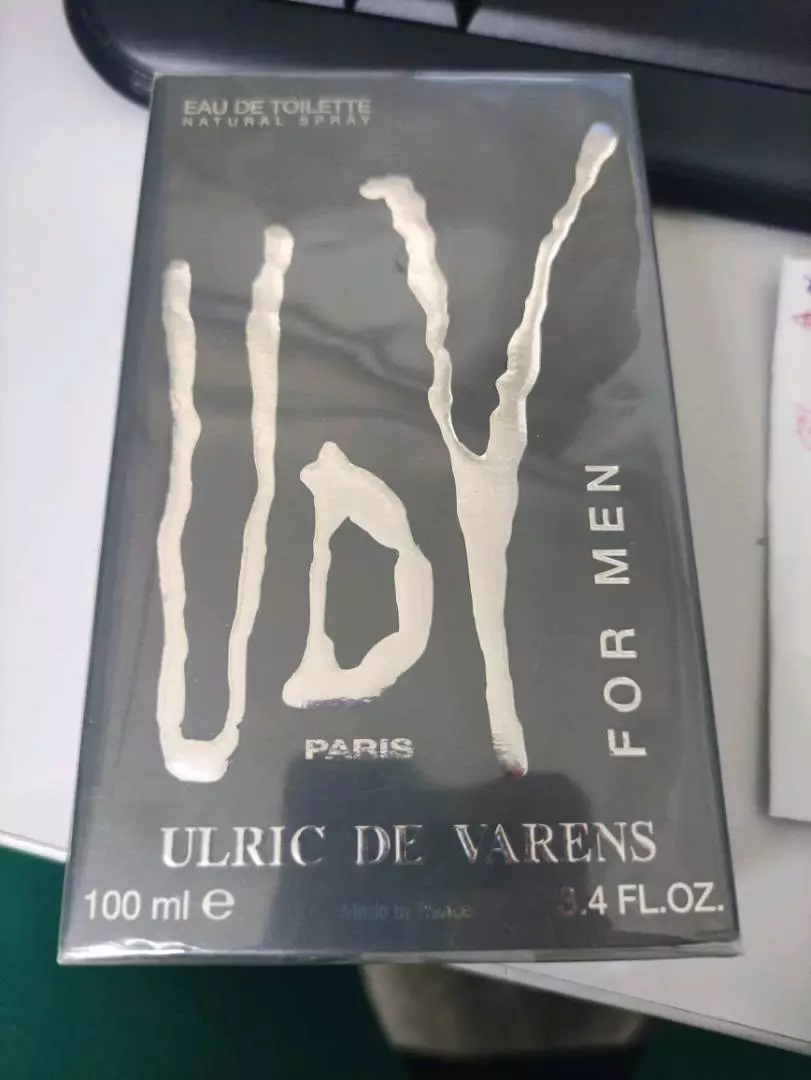 EAU DE TOILETTE
NATURAL SPRAY
UDV
FOR MEN
PARIS
ULRIC DE VARENS
100 ml ℮
Made in France
3.4 FL.OZ.